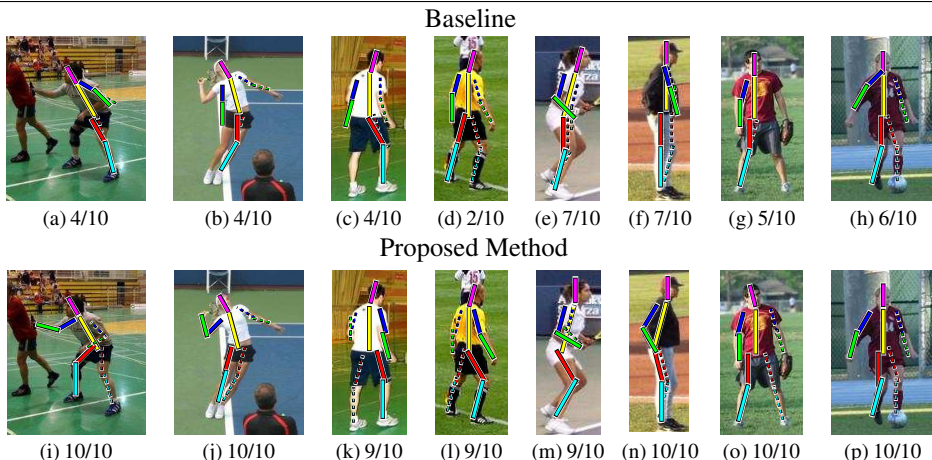 Baseline
(a) 4/10 (b) 4/10 (c) 4/10 (d) 2/10 (e) 7/10 (f) 7/10 (g) 5/10 (h) 6/10
Proposed Method
(i) 10/10 (j) 10/10 (k) 9/10 (l) 9/10 (m) 9/10 (n) 10/10 (o) 10/10 (p) 10/10